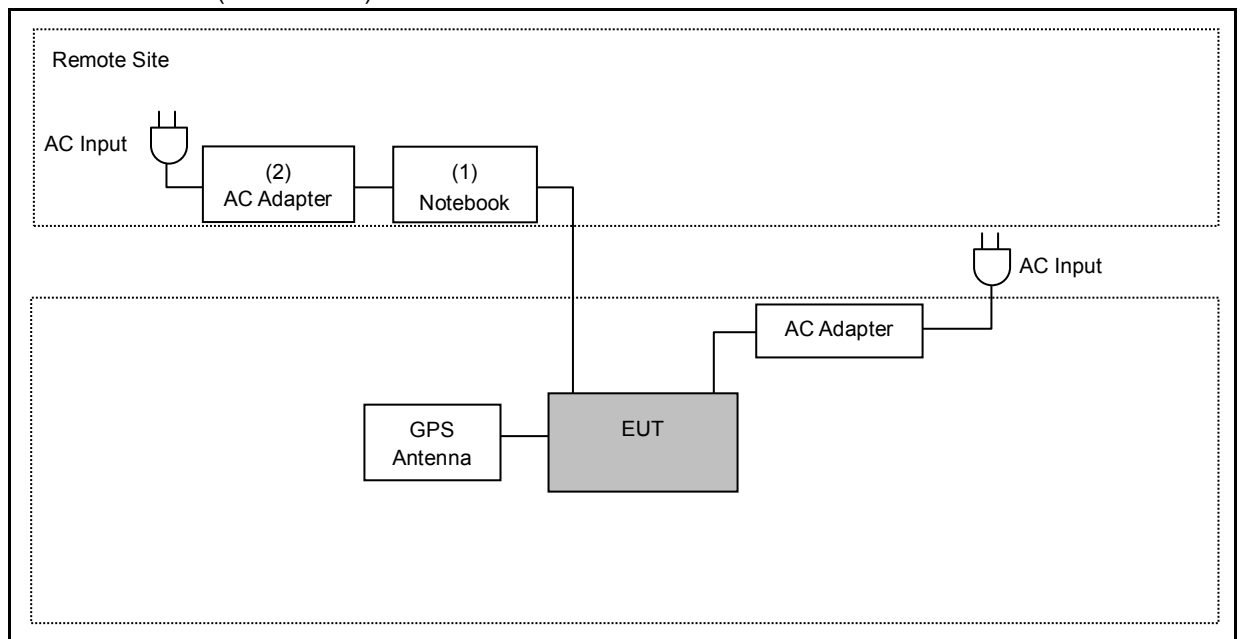 Remote Site
AC Input
(2)
AC Adapter
(1)
Notebook
AC Input
AC Adapter
GPS
Antenna
EUT